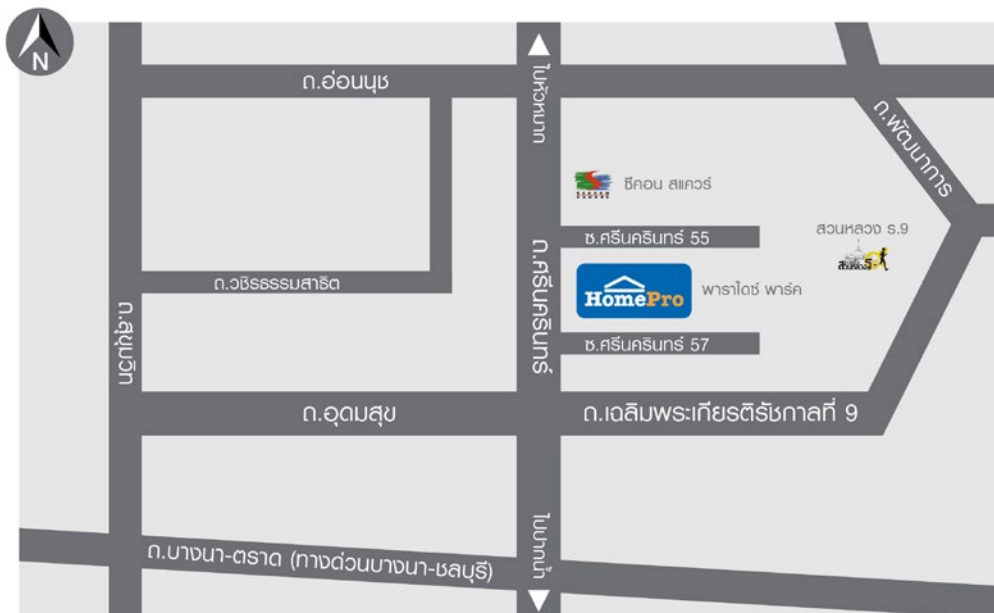 N
ถ.อ่อนนุช
ไปหัวหมาก
ถ.พัฒนาการ
ซีคอน สแควร์
SEACON SQUARE
ซ.ศรีนครินทร์ 55
สวนหลวง ร.9
ถ.วชิรธรรมสาธิต
ถ.ศรีนครินทร์
HomePro
พาราไดซ์ พาร์ค
ถ.สุขุมวิท
ซ.ศรีนครินทร์ 57
ถ.อุดมสุข
ถ.เฉลิมพระเกียรติรัชกาลที่ 9
ไปปากน้ำ
ถ.บางนา-ตราด (ทางด่วนบางนา-ชลบุรี)